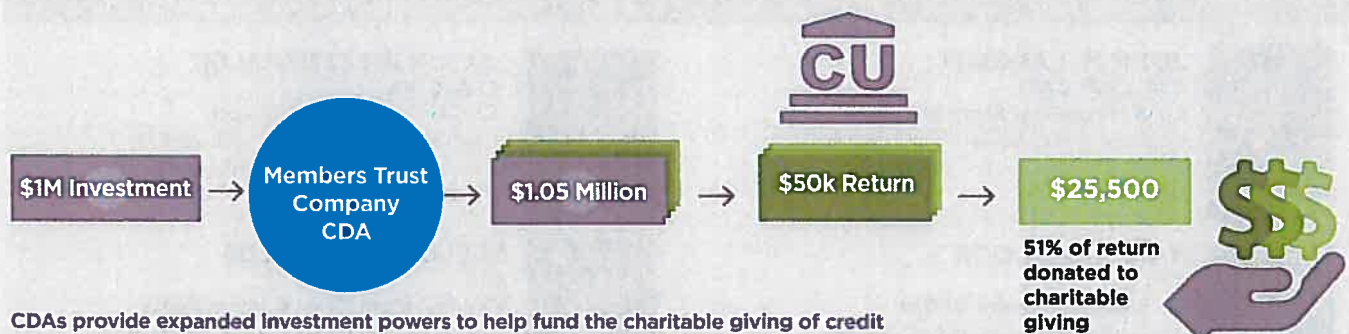 CU
$1M Investment
Members Trust
Company
CDA
$1.05 Million
$50k Return
$25,500
$$$
51% of return
donated to
charitable
giving
CDAs provide expanded investment powers to help fund the charitable giving of credit